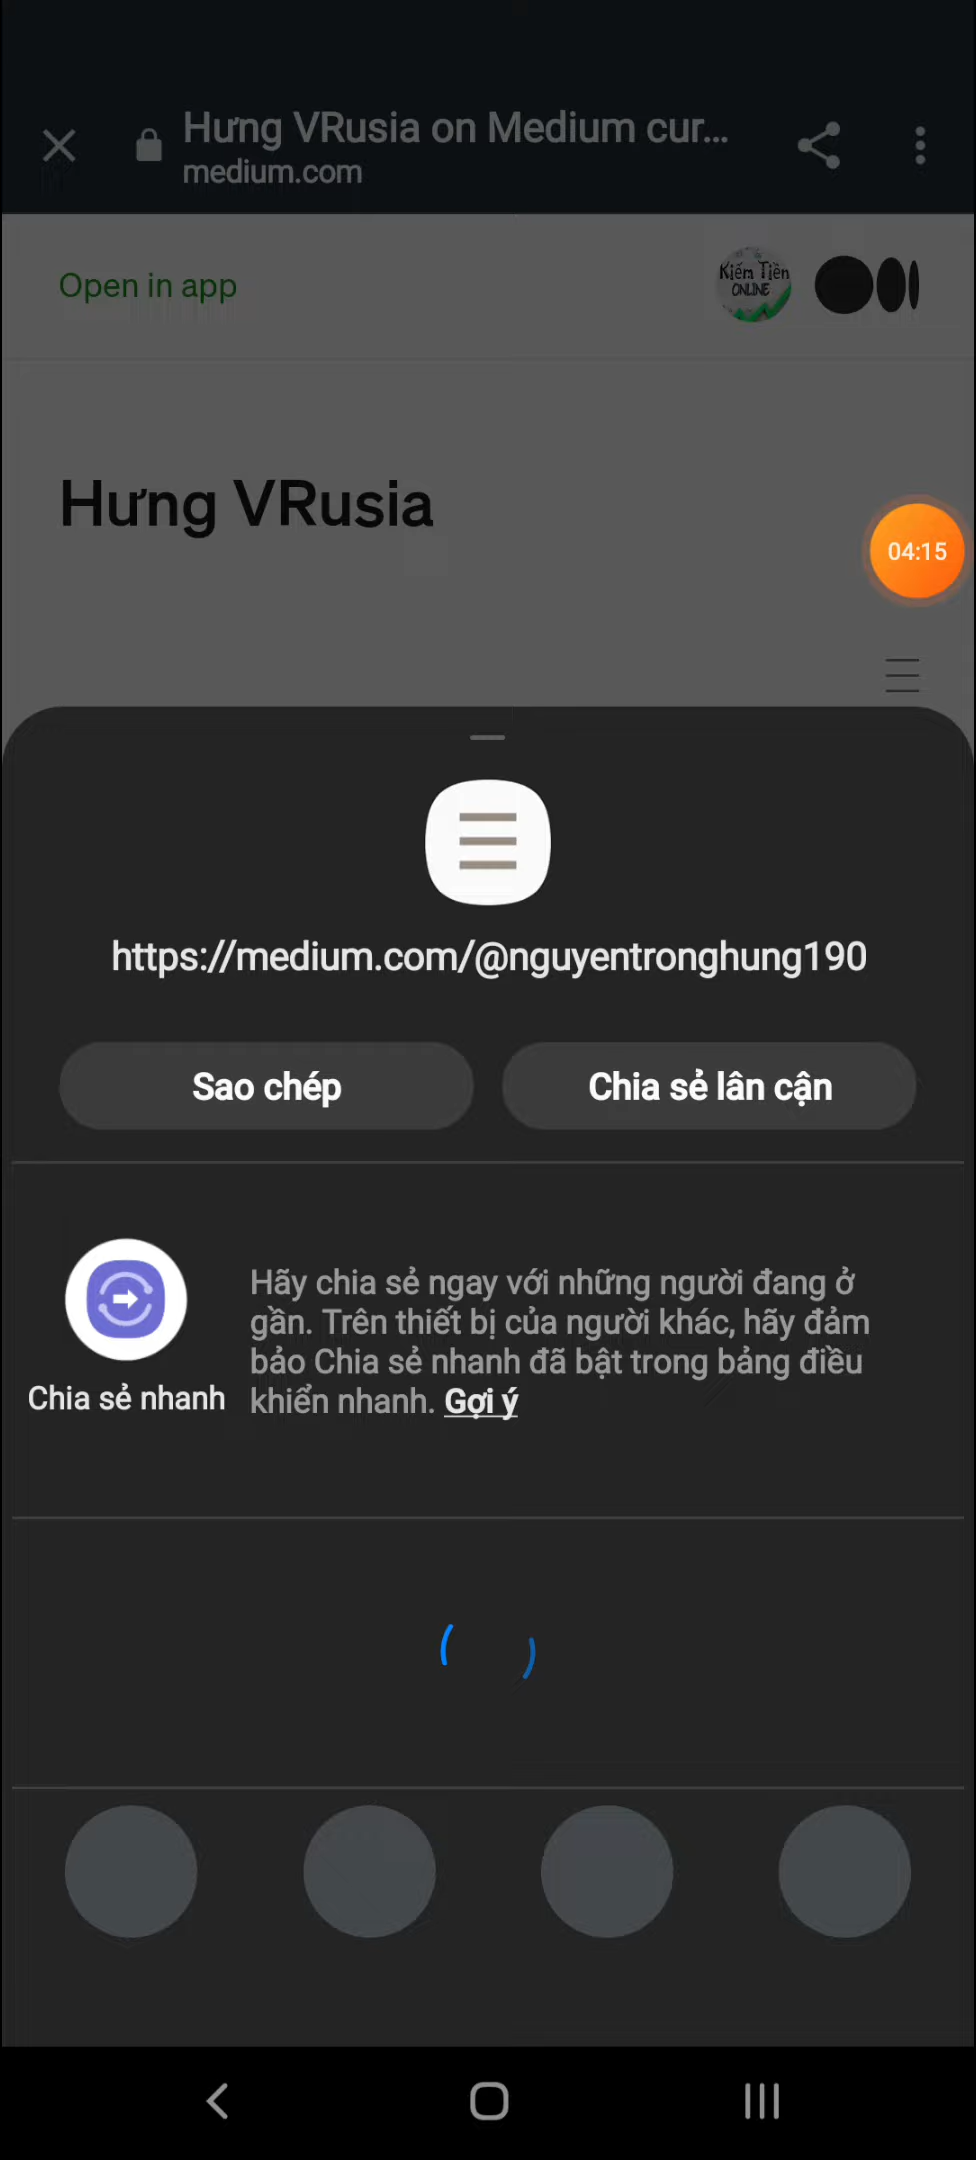 Hưng VRusia on Medium cur...
medium.com
Open in app
Kiếm Tiền
ONLINE
Hưng VRusia
04:15
https://medium.com/@nguyentronghung190
Sao chép
Chia sẻ lân cận
Chia sẻ nhanh
Hãy chia sẻ ngay với những người đang ở
gần. Trên thiết bị của người khác, hãy đảm
bảo Chia sẻ nhanh đã bật trong bảng điều
khiển nhanh. Gợi ý